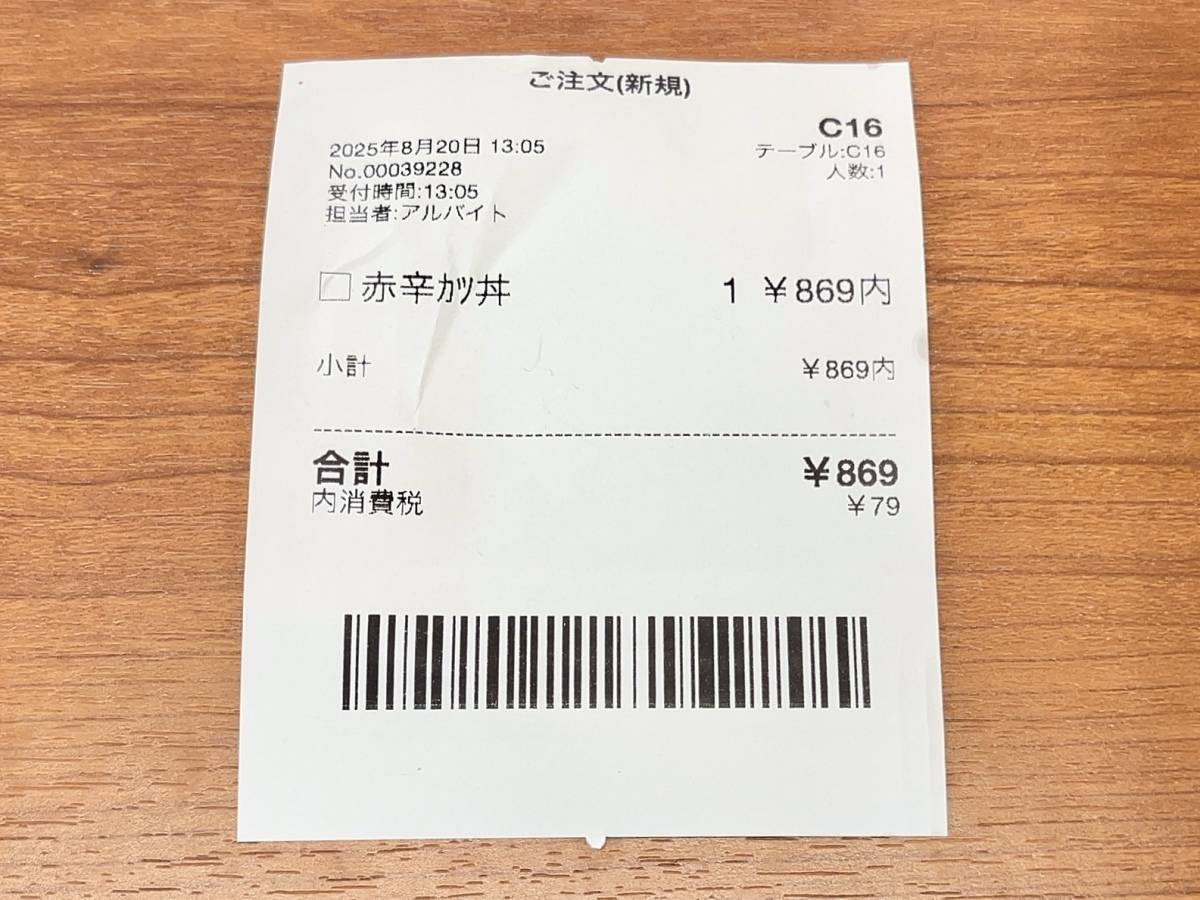 ご注文(新規)
C16
2025年8月20日 13:05
テーブル:C16
No.00039228
人数:1
受付時間:13:05
担当者:アルバイト
赤辛ｶﾂ丼 1 ¥869内
小計 ¥869内
合計 ¥869
内消費税 ¥79